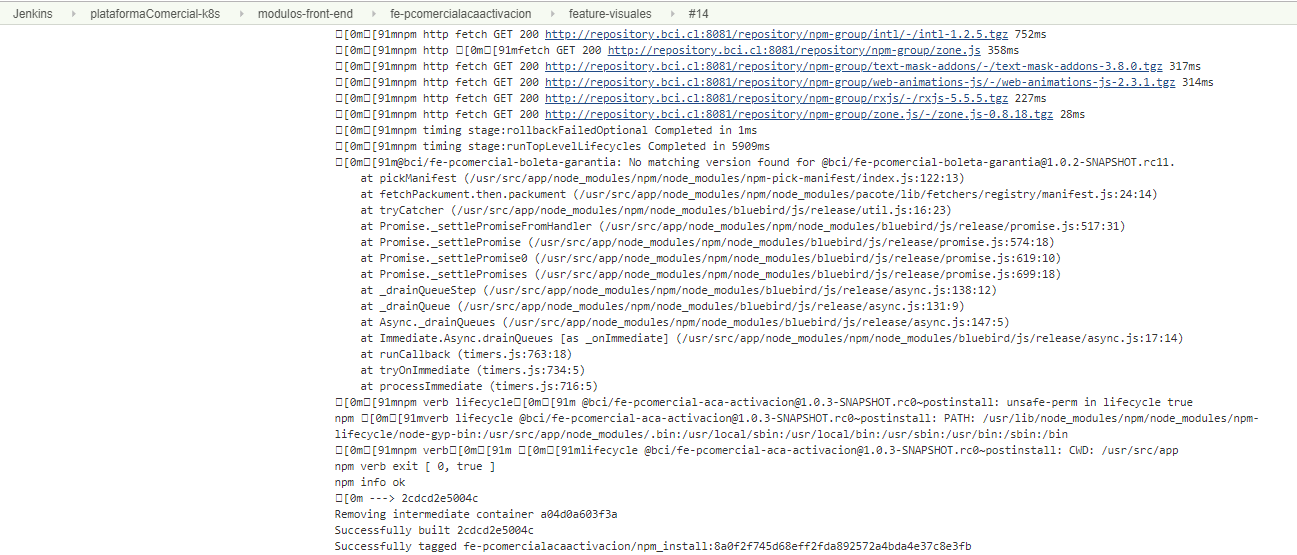 Jenkins plataformaComercial-k8s modulos-front-end fe-pcomercialacaactivacion feature-visuales #14
[0m[91mnpm http fetch GET 200 http://repository.bci.cl:8081/repository/npm-group/intl/-/intl-1.2.5.tgz 752ms
[0m[91mnpm http [0m[91mfetch GET 200 http://repository.bci.cl:8081/repository/npm-group/zone.js 358ms
[0m[91mnpm http fetch GET 200 http://repository.bci.cl:8081/repository/npm-group/text-mask-addons/-/text-mask-addons-3.8.0.tgz 317ms
[0m[91mnpm http fetch GET 200 http://repository.bci.cl:8081/repository/npm-group/web-animations-js/-/web-animations-js-2.3.1.tgz 314ms
[0m[91mnpm http fetch GET 200 http://repository.bci.cl:8081/repository/npm-group/rxjs/-/rxjs-5.5.5.tgz 227ms
[0m[91mnpm http fetch GET 200 http://repository.bci.cl:8081/repository/npm-group/zone.js/-/zone.js-0.8.18.tgz 28ms
[0m[91mnpm timing stage:rollbackFailedOptional Completed in 1ms
[0m[91mnpm timing stage:runTopLevelLifecycles Completed in 5909ms
[0m[91m@bci/fe-pcomercial-boleta-garantia: No matching version found for @bci/fe-pcomercial-boleta-garantia@1.0.2-SNAPSHOT.rc11.
at pickManifest (/usr/src/app/node_modules/npm/node_modules/npm-pick-manifest/index.js:122:13)
at fetchPackument.then.packument (/usr/src/app/node_modules/npm/node_modules/pacote/lib/fetchers/registry/manifest.js:24:14)
at tryCatcher (/usr/src/app/node_modules/npm/node_modules/bluebird/js/release/util.js:16:23)
at Promise._settlePromiseFromHandler (/usr/src/app/node_modules/npm/node_modules/bluebird/js/release/promise.js:517:31)
at Promise._settlePromise (/usr/src/app/node_modules/npm/node_modules/bluebird/js/release/promise.js:574:18)
at Promise._settlePromise0 (/usr/src/app/node_modules/npm/node_modules/bluebird/js/release/promise.js:619:10)
at Promise._settlePromises (/usr/src/app/node_modules/npm/node_modules/bluebird/js/release/promise.js:699:18)
at _drainQueueStep (/usr/src/app/node_modules/npm/node_modules/bluebird/js/release/async.js:138:12)
at _drainQueue (/usr/src/app/node_modules/npm/node_modules/bluebird/js/release/async.js:131:9)
at Async._drainQueues (/usr/src/app/node_modules/npm/node_modules/bluebird/js/release/async.js:147:5)
at Immediate.Async.drainQueues [as _onImmediate] (/usr/src/app/node_modules/npm/node_modules/bluebird/js/release/async.js:17:14)
at runCallback (timers.js:763:18)
at tryOnImmediate (timers.js:734:5)
at processImmediate (timers.js:716:5)
[0m[91mnpm verb lifecycle[0m[91m @bci/fe-pcomercial-aca-activacion@1.0.3-SNAPSHOT.rc0~postinstall: unsafe-perm in lifecycle true
npm [0m[91mverb lifecycle @bci/fe-pcomercial-aca-activacion@1.0.3-SNAPSHOT.rc0~postinstall: PATH: /usr/lib/node_modules/npm/node_modules/npm-
lifecycle/node-gyp-bin:/usr/src/app/node_modules/.bin:/usr/local/sbin:/usr/local/bin:/usr/sbin:/usr/bin:/sbin:/bin
[0m[91mnpm verb[0m[91m [0m[91mlifecycle @bci/fe-pcomercial-aca-activacion@1.0.3-SNAPSHOT.rc0~postinstall: CWD: /usr/src/app
npm verb exit [ 0, true ]
npm info ok
[0m ---> 2cdcd2e5004c
Removing intermediate container a04d0a603f3a
Successfully built 2cdcd2e5004c
Successfully tagged fe-pcomercialacaactivacion/npm_install:8a0f2f745d68eff2fda892572a4bda4e37c8e3fb